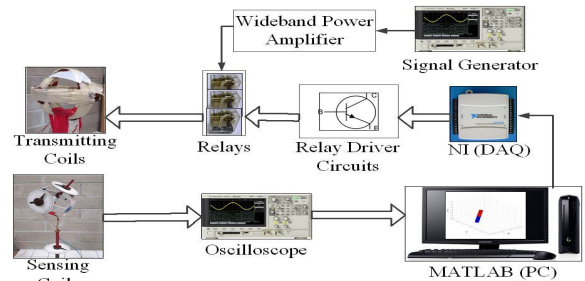 Wideband Power
Amplifier
Signal Generator
C
B
E
Transmitting
Coils
Relays
Relay Driver
Circuits
NI (DAQ)
Sensing
Oscilloscope
MATLAB (PC)